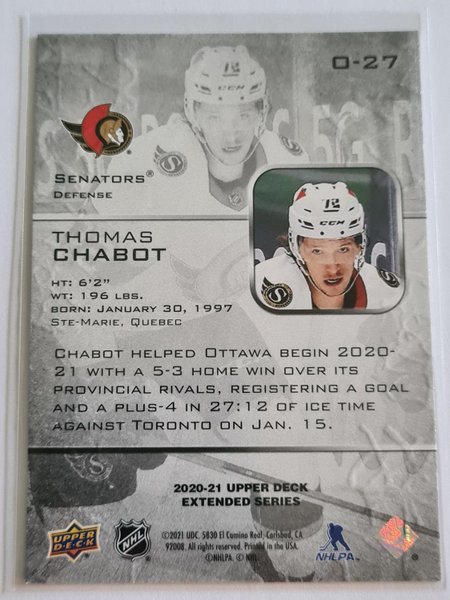 O-27
72
CCM
SENATORS®
DEFENSE
72
CCM
THOMAS
CHABOT
HT: 6'2"
WT: 196 LBS.
BORN: JANUARY 30, 1997
STE-MARIE, QUEBEC
CHABOT HELPED OTTAWA BEGIN 2020-
21 WITH A 5-3 HOME WIN OVER ITS
PROVINCIAL RIVALS, REGISTERING A GOAL
AND A PLUS-4 IN 27:12 OF ICE TIME
AGAINST TORONTO ON JAN. 15.
2020-21 UPPER DECK
EXTENDED SERIES
UPPER
DECK
NHL
©2021 UDC. 5830 El Camino Real, Carlsbad, CA
92008. All rights reserved. Printed in the USA.
©NHLPA. © NHL.
NHLPA